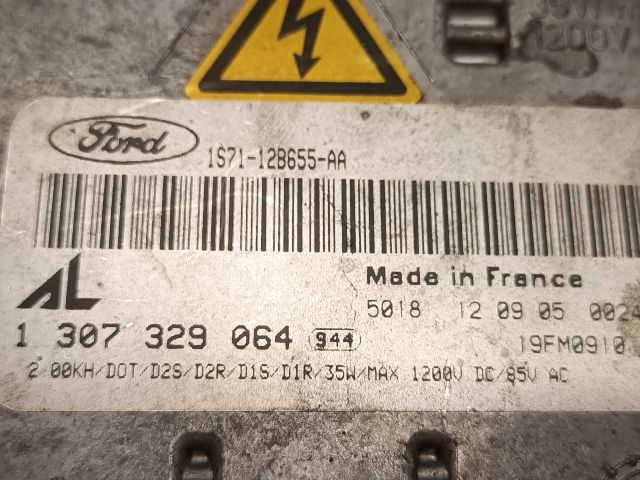 35W
1200V
Ford
1S71-12B655-AA
AL
Made in France
5018 12 09 05 0024
1 307 329 064 944
19FM0910
2.00KH/DOT/D2S/D2R/D1S/D1R/35W/MAX 1200V DC/85V AC